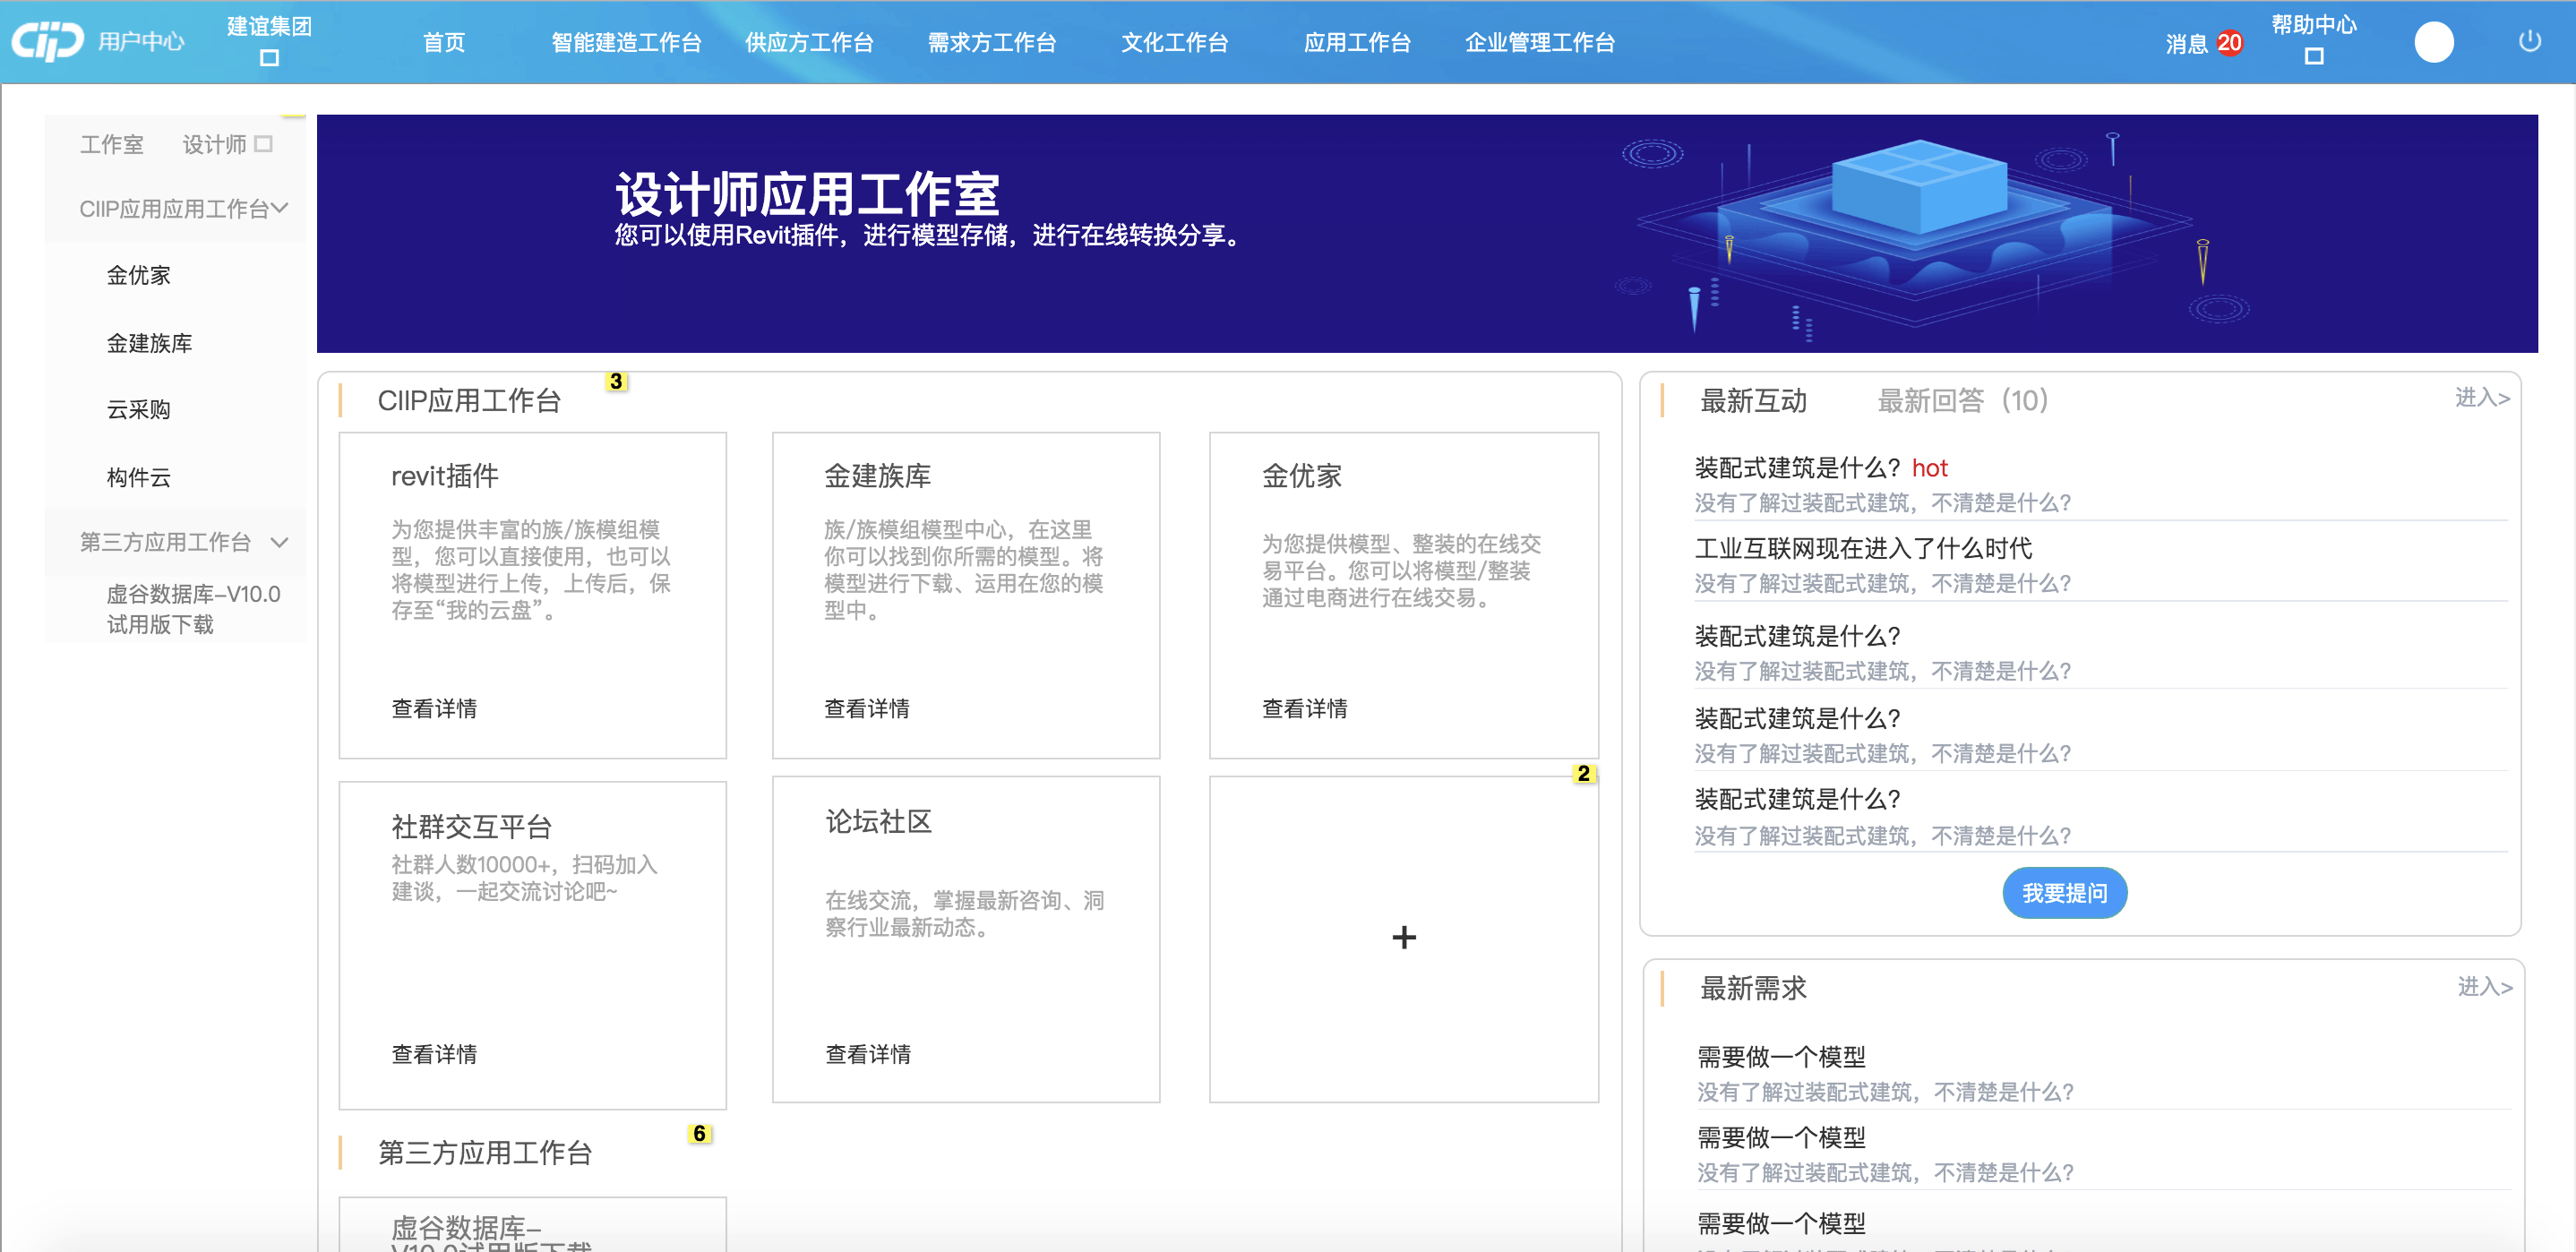 CIIP 用户中心
建谊集团
首页
智能建造工作台
供应方工作台
需求方工作台
文化工作台
应用工作台
企业管理工作台
消息 20
帮助中心
工作室 设计师
CIIP应用应用工作台
金优家
金建族库
云采购
构件云
第三方应用工作台
虚谷数据库–V10.0
试用版下载
设计师应用工作室
您可以使用Revit插件，进行模型存储，进行在线转换分享。
CIIP应用工作台
3
revit插件
为您提供丰富的族/族模组模
型，您可以直接使用，也可以
将模型进行上传，上传后，保
存至“我的云盘”。
查看详情
金建族库
族/族模组模型中心，在这里
你可以找到你所需的模型。将
模型进行下载、运用在您的模
型中。
查看详情
金优家
为您提供模型、整装的在线交
易平台。您可以将模型/整装
通过电商进行在线交易。
查看详情
社群交互平台
社群人数10000+，扫码加入
建谈，一起交流讨论吧~
查看详情
论坛社区
在线交流，掌握最新咨询、洞
察行业最新动态。
查看详情
2
+
第三方应用工作台
6
虚谷数据库–
V10.0试用版下载
最新互动 最新回答（10） 进入>
装配式建筑是什么？hot
没有了解过装配式建筑，不清楚是什么？
工业互联网现在进入了什么时代
没有了解过装配式建筑，不清楚是什么？
装配式建筑是什么？
没有了解过装配式建筑，不清楚是什么？
装配式建筑是什么？
没有了解过装配式建筑，不清楚是什么？
装配式建筑是什么？
没有了解过装配式建筑，不清楚是什么？
我要提问
最新需求 进入>
需要做一个模型
没有了解过装配式建筑，不清楚是什么？
需要做一个模型
没有了解过装配式建筑，不清楚是什么？
需要做一个模型